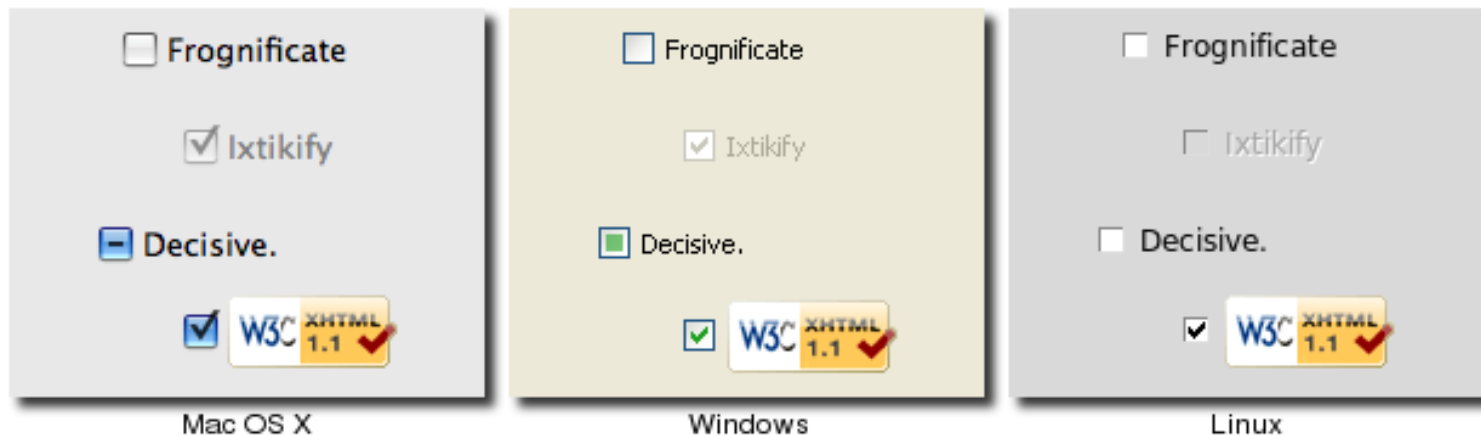 Frognificate
Ixtikify
Decisive.
W3C XHTML
1.1
Mac OS X
Frognificate
Ixtikify
Decisive.
W3C XHTML
1.1
Windows
Frognificate
Ixtikify
Decisive.
W3C XHTML
1.1
Linux